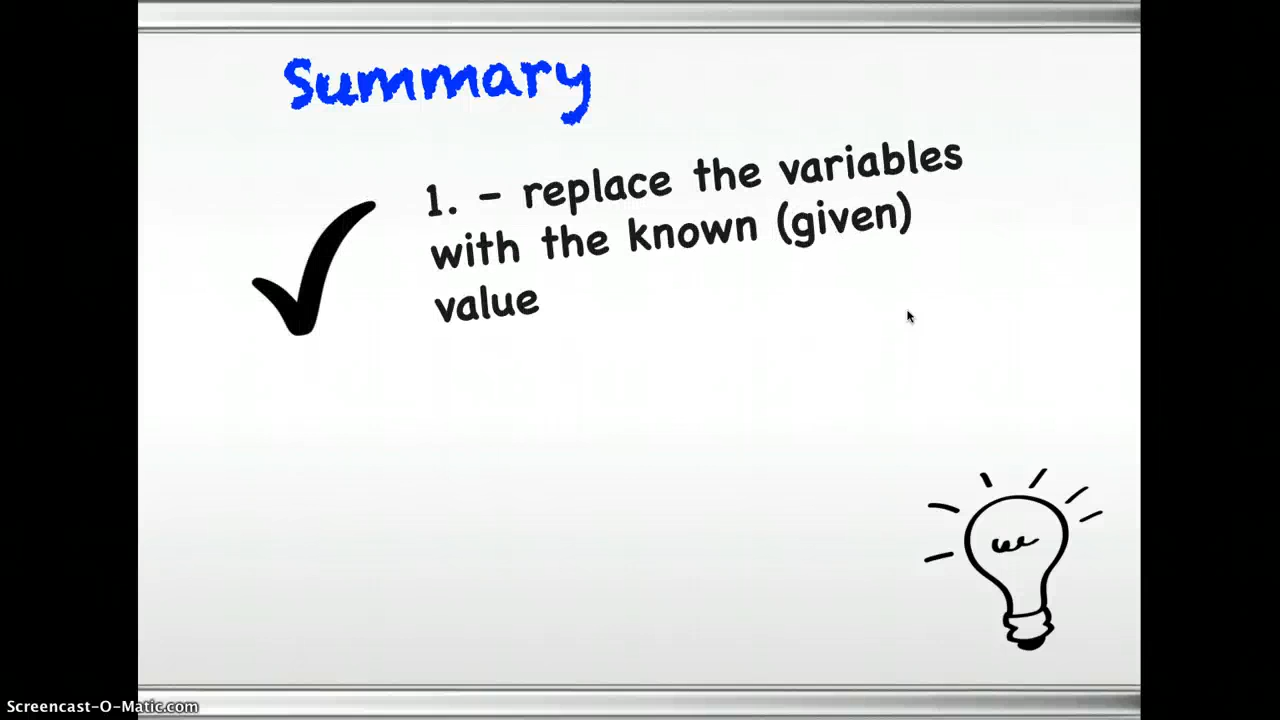 Summary
1. – replace the variables
with the known (given)
value
Screencast-O-Matic.com